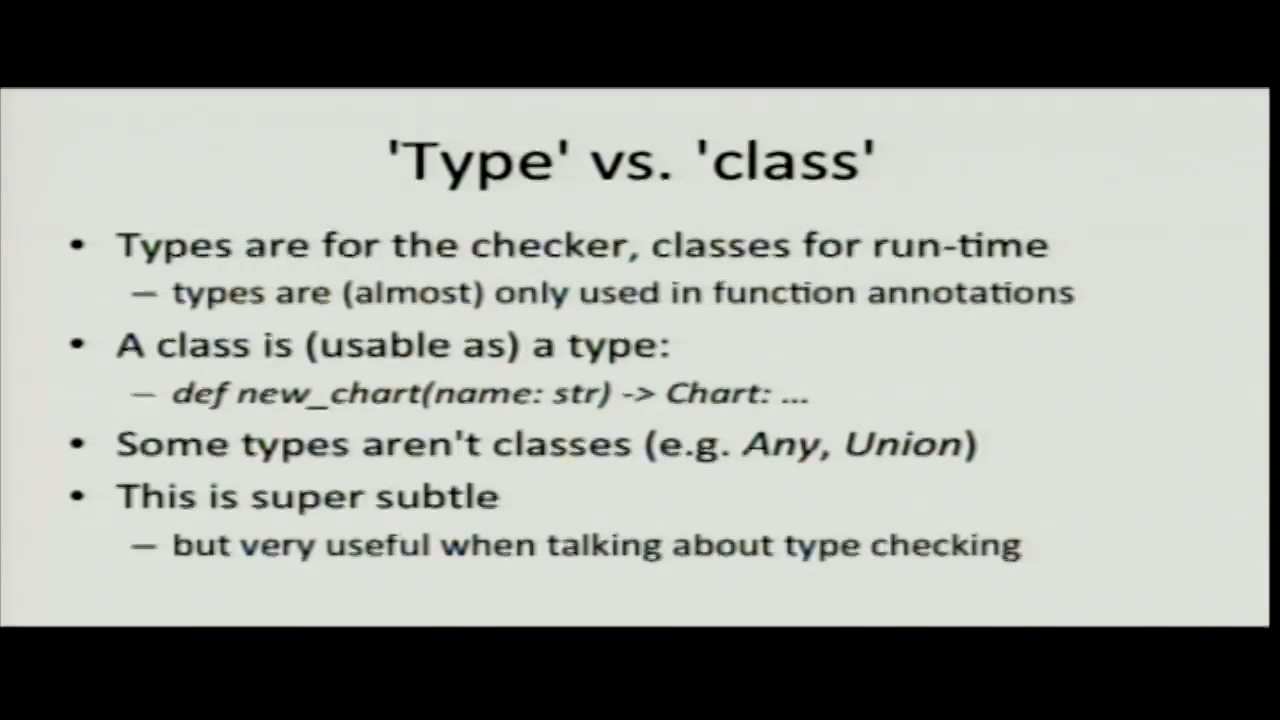 'Type' vs. 'class'
• Types are for the checker, classes for run-time
– types are (almost) only used in function annotations
• A class is (usable as) a type:
– def new_chart(name: str) -> Chart: ...
• Some types aren't classes (e.g. Any, Union)
• This is super subtle
– but very useful when talking about type checking